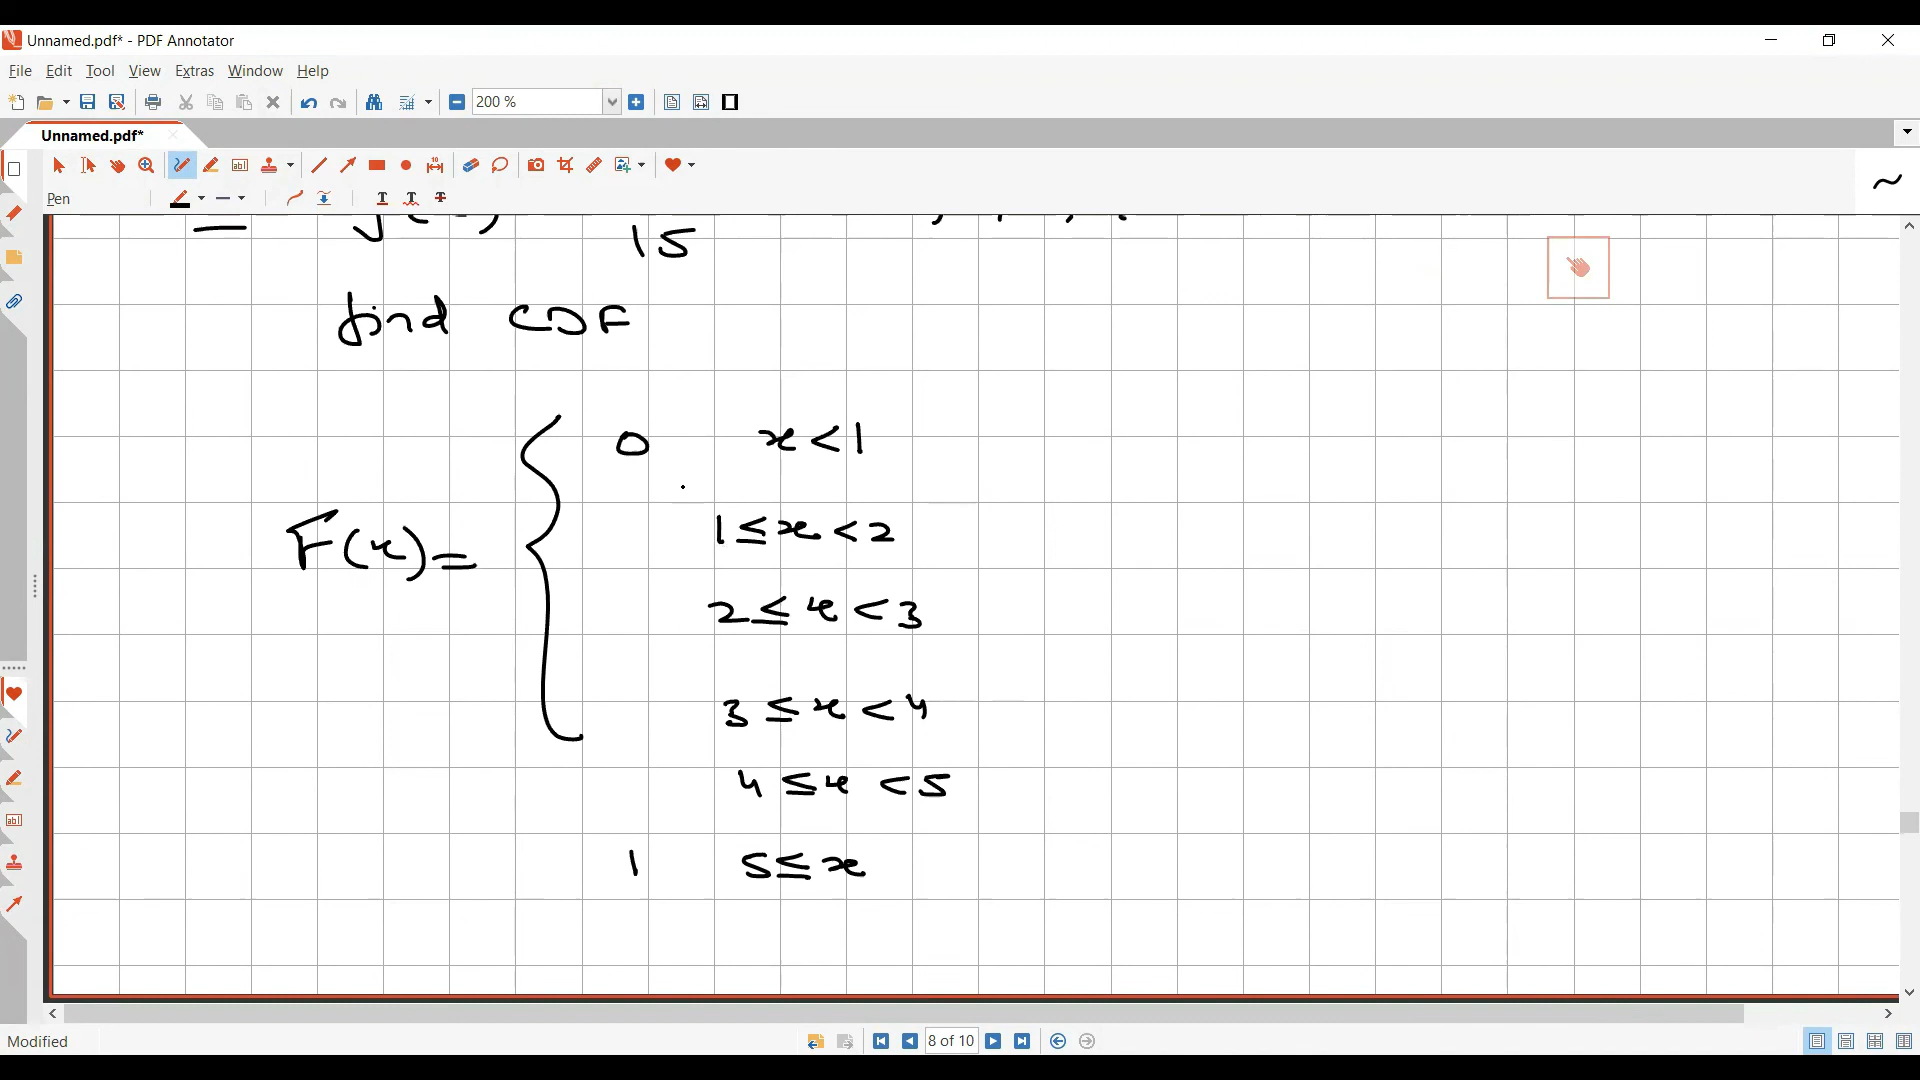 Unnamed.pdf* - PDF Annotator
File Edit Tool View Extras Window Help
200 %
Unnamed.pdf*
Pen
15
find CDF
0 x < 1
1 ≤ x < 2
F(x) =
2 ≤ x < 3
3 ≤ x < 4
4 ≤ x < 5
1 5 ≤ x
Modified
8 of 10